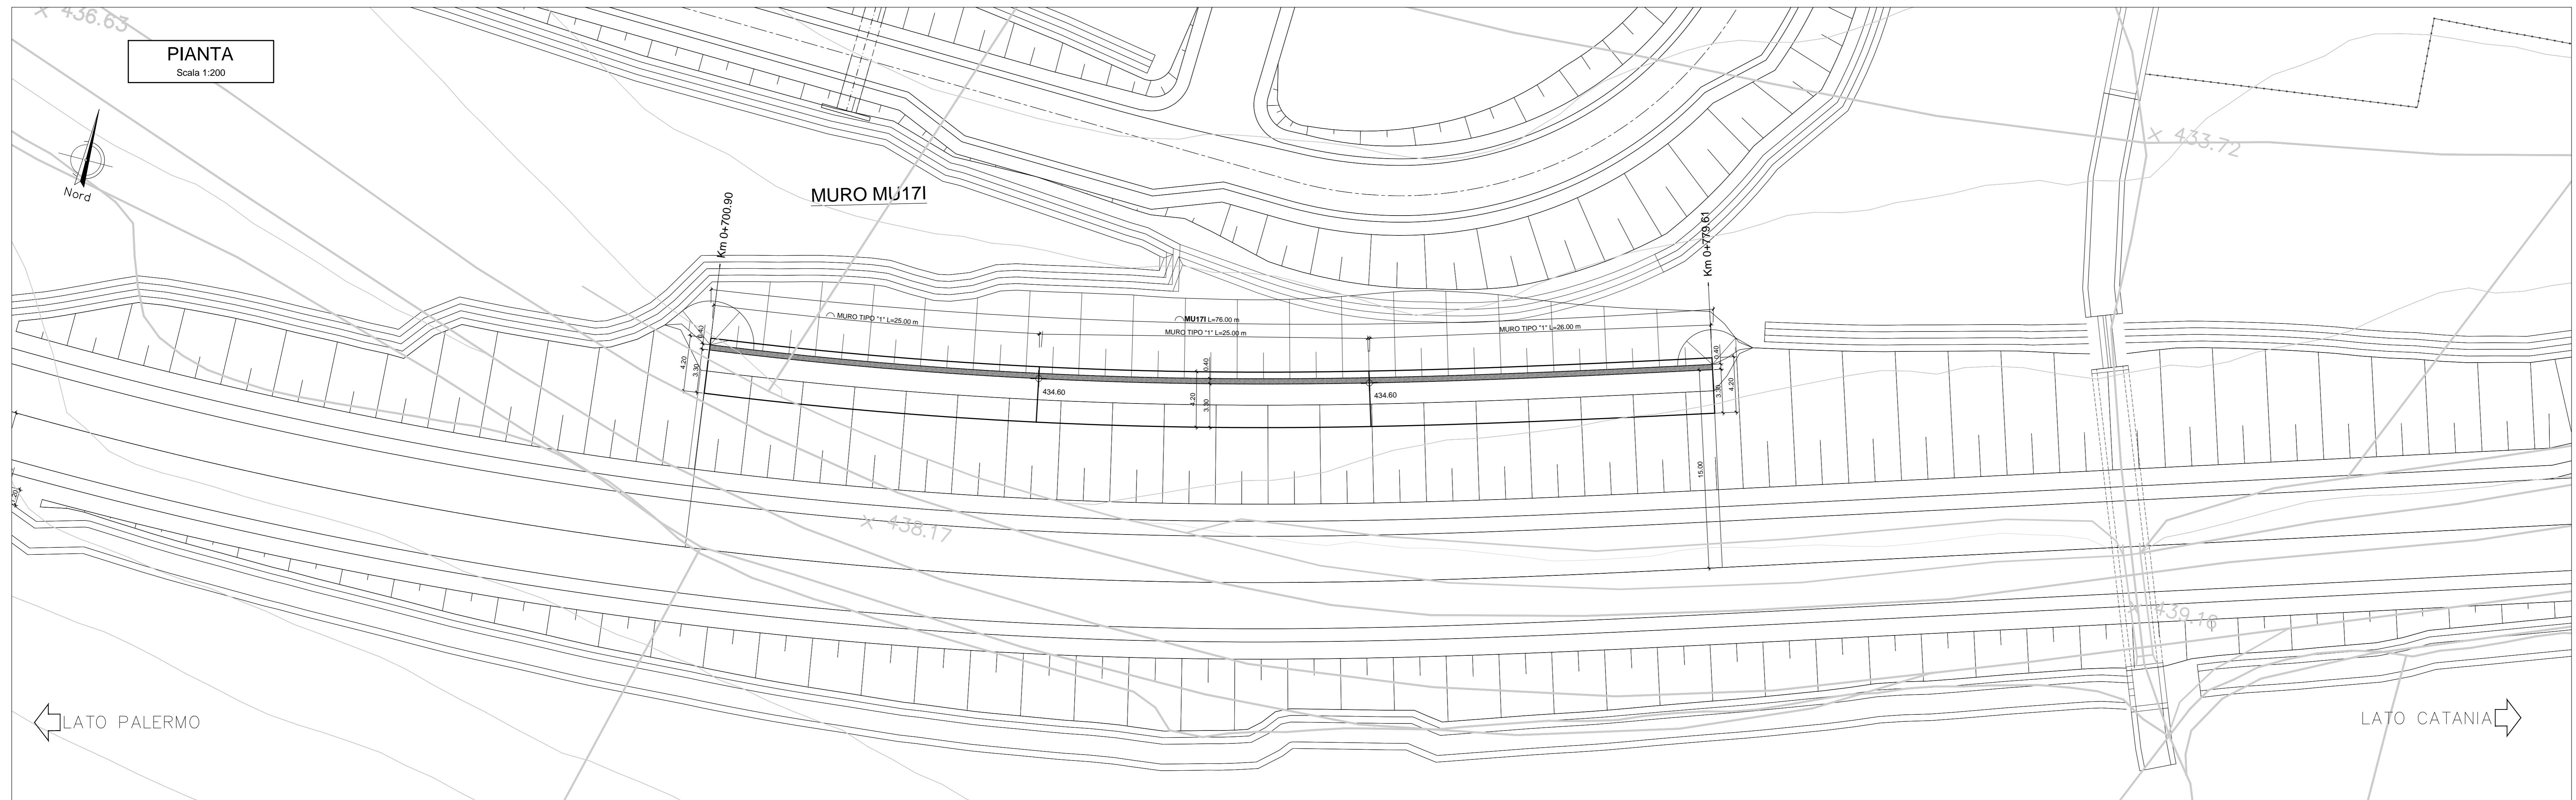 436.63
PIANTA
Scala 1:200
Nord
MURO MU17I
Km 0+700.90
Km 0+779.61
433.72
MURO TIPO "1" L=25.00 m
MU17I L=76.00 m
MURO TIPO "1" L=25.00 m
MURO TIPO "1" L=26.00 m
0.40
4.20
3.30
0.40
4.20
3.30
0.40
3.30
4.20
434.60
434.60
15.00
438.17
439.18
LATO PALERMO
LATO CATANIA